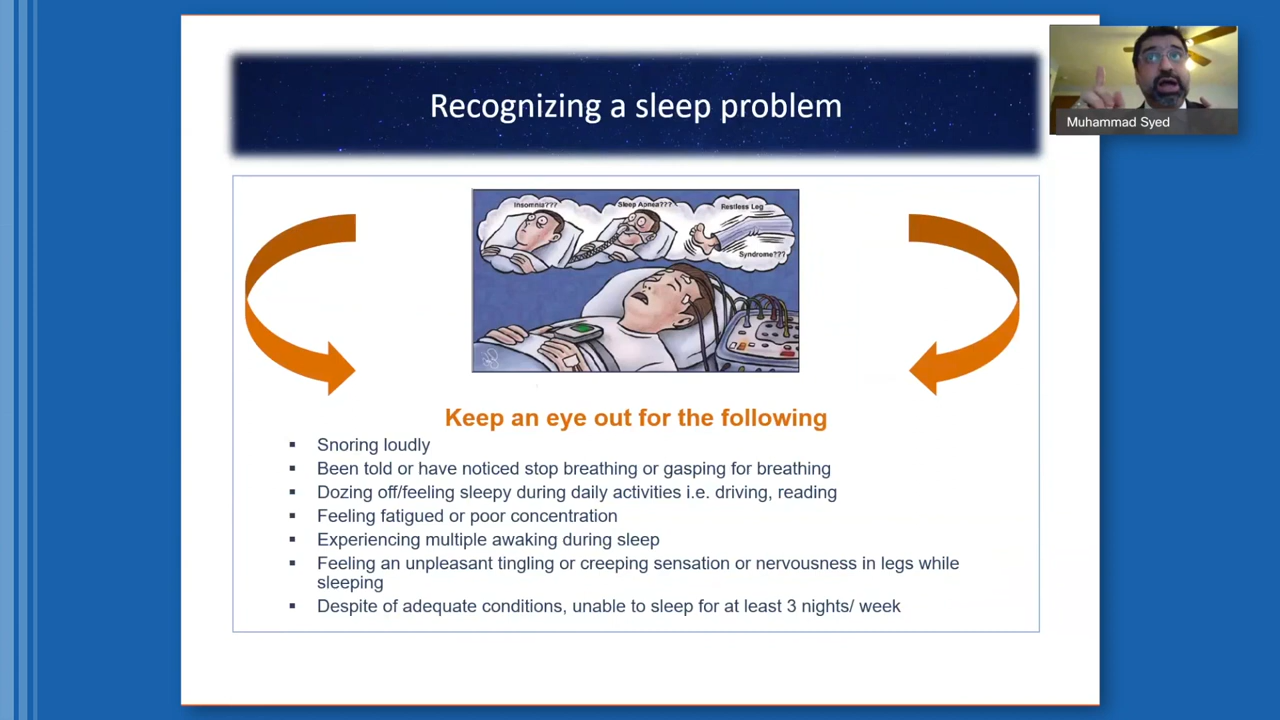 Recognizing a sleep problem
Muhammad Syed
Insomnia???
Sleep Apnea???
Restless Leg
Syndrome???
Keep an eye out for the following
▪ Snoring loudly
▪ Been told or have noticed stop breathing or gasping for breathing
▪ Dozing off/feeling sleepy during daily activities i.e. driving, reading
▪ Feeling fatigued or poor concentration
▪ Experiencing multiple awaking during sleep
▪ Feeling an unpleasant tingling or creeping sensation or nervousness in legs while
sleeping
▪ Despite of adequate conditions, unable to sleep for at least 3 nights/ week